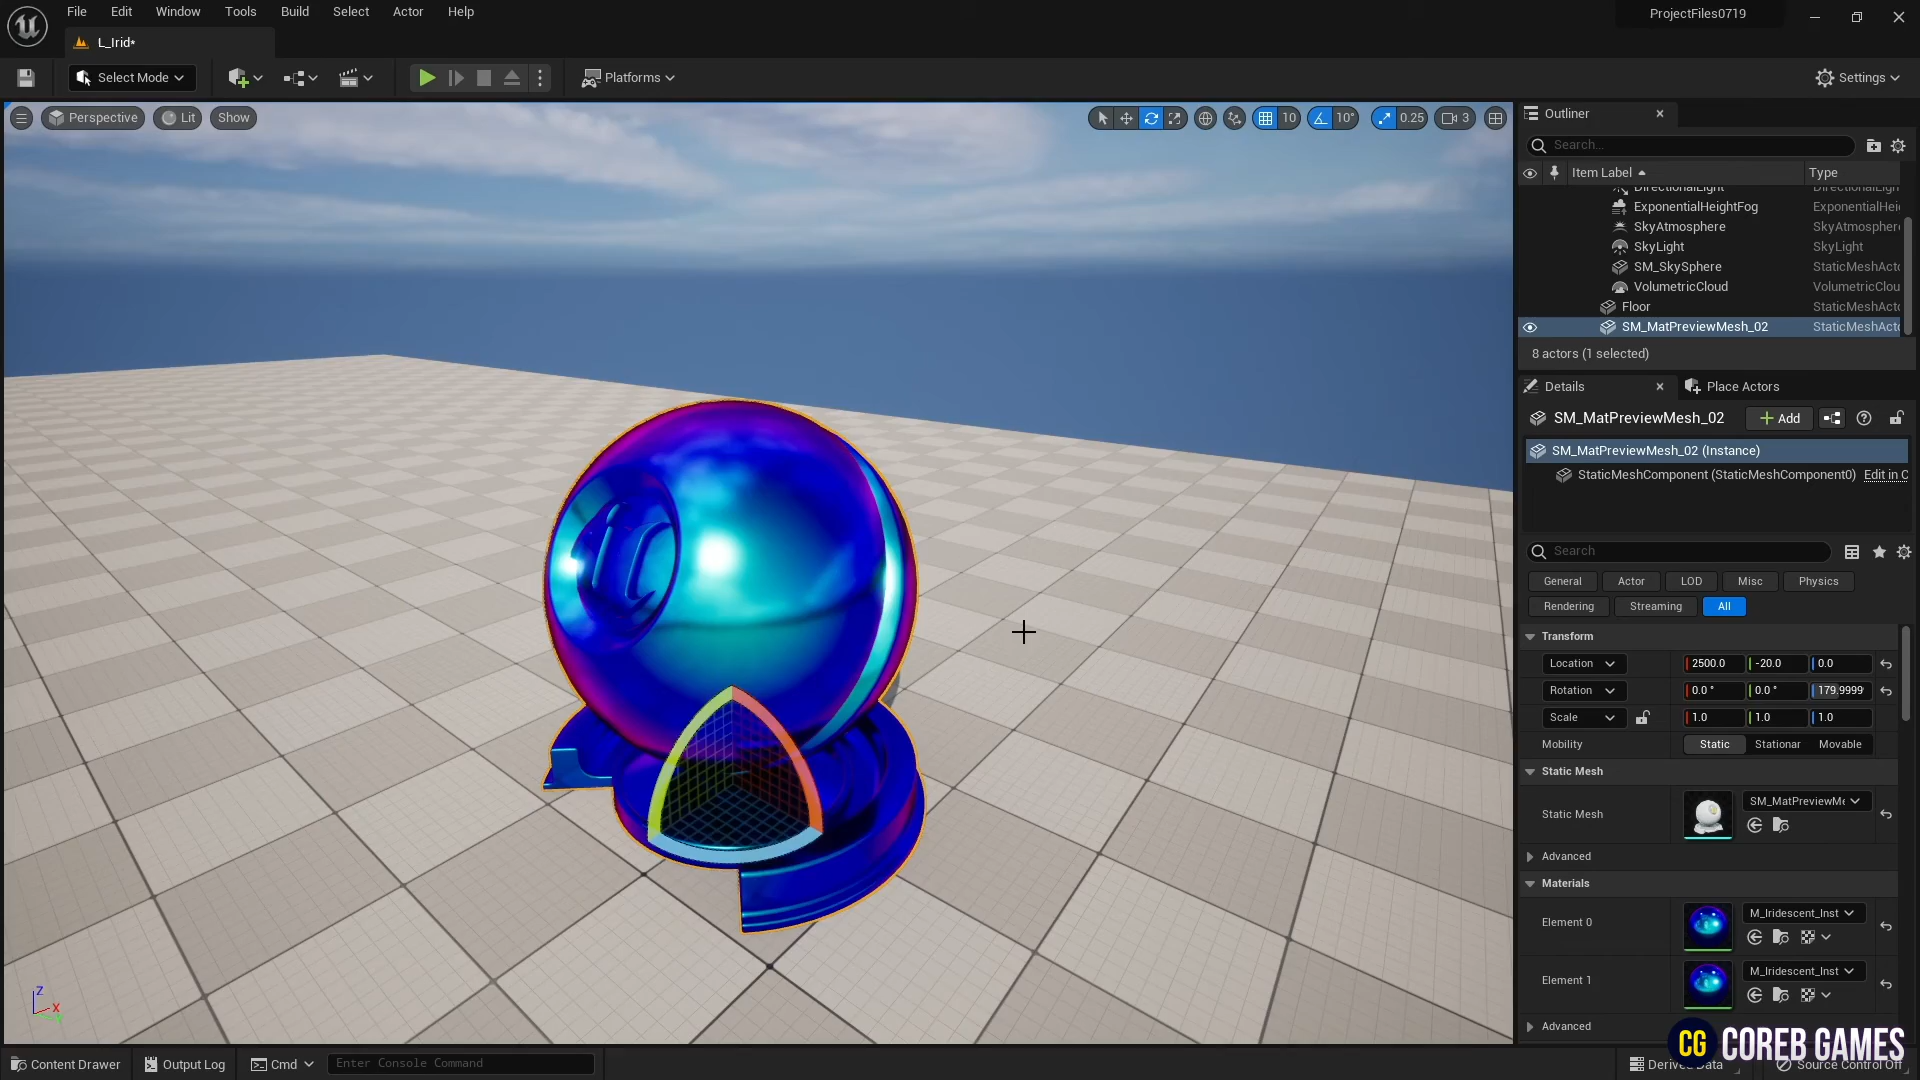 File Edit Window Tools Build Select Actor Help
ProjectFiles0719
L_Irid*
Select Mode
Platforms
Settings
Perspective Lit Show
10 10° 0.25 3
Outliner
Search...
Item Label Type
DirectionalLight DirectionalLigh
ExponentialHeightFog ExponentialHei
SkyAtmosphere SkyAtmospher
SkyLight SkyLight
SM_SkySphere StaticMeshActo
VolumetricCloud VolumetricClou
Floor StaticMeshActo
SM_MatPreviewMesh_02 StaticMeshActo
8 actors (1 selected)
Details Place Actors
SM_MatPreviewMesh_02 Add
SM_MatPreviewMesh_02 (Instance)
StaticMeshComponent (StaticMeshComponent0) Edit in C
Search
General Actor LOD Misc Physics
Rendering Streaming All
Transform
Location 2500.0 -20.0 0.0
Rotation 0.0 ° 0.0 ° 179.9999
Scale 1.0 1.0 1.0
Mobility Static Stationar Movable
Static Mesh
Static Mesh SM_MatPreviewMe
Advanced
Materials
Element 0 M_Iridescent_Inst
Element 1 M_Iridescent_Inst
Advanced
Z
X
CG COREB GAMES
Content Drawer Output Log Cmd Enter Console Command
Derived Data Source Control Off